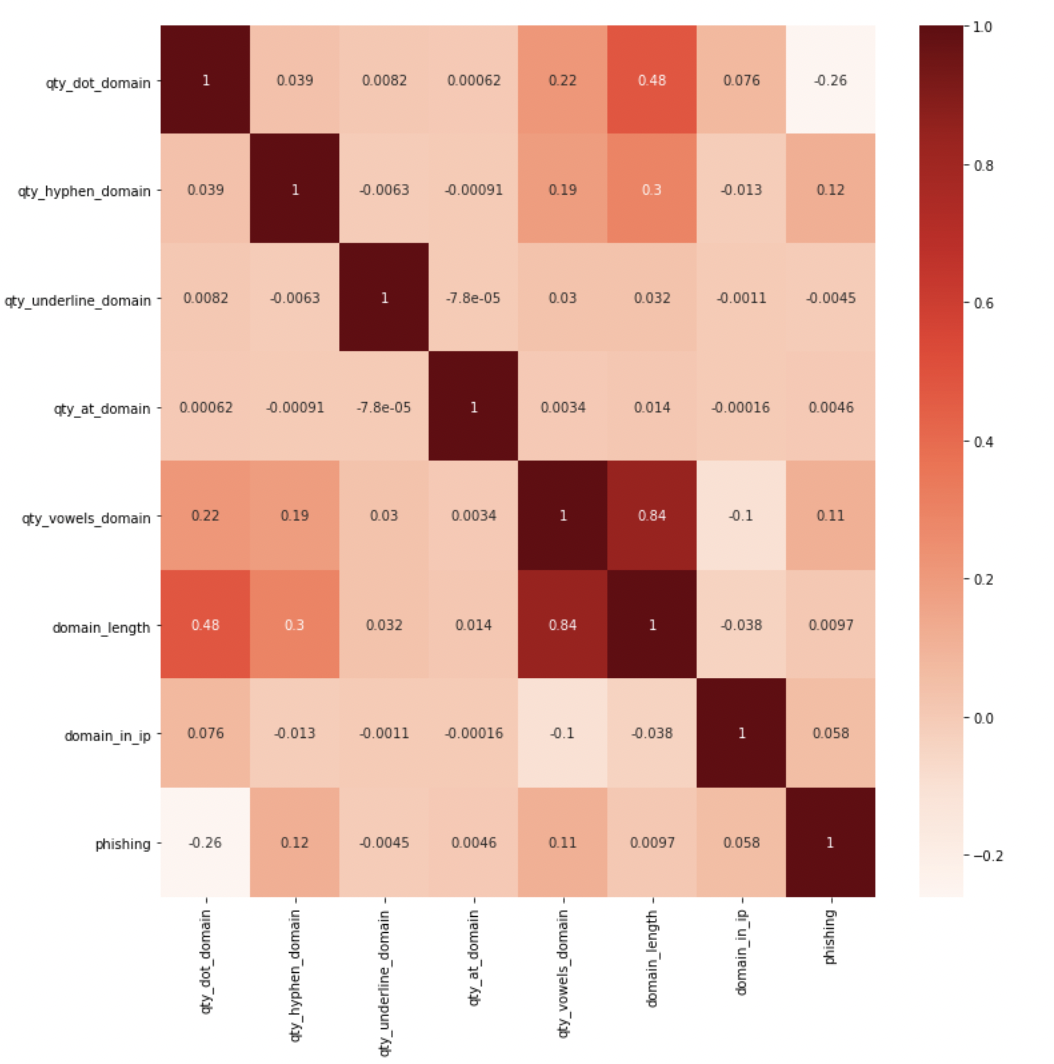 qty_dot_domain 1 0.039 0.0082 0.00062 0.22 0.48 0.076 -0.26
qty_hyphen_domain 0.039 1 -0.0063 -0.00091 0.19 0.3 -0.013 0.12
qty_underline_domain 0.0082 -0.0063 1 -7.8e-05 0.03 0.032 -0.0011 -0.0045
qty_at_domain 0.00062 -0.00091 -7.8e-05 1 0.0034 0.014 -0.00016 0.0046
qty_vowels_domain 0.22 0.19 0.03 0.0034 1 0.84 -0.1 0.11
domain_length 0.48 0.3 0.032 0.014 0.84 1 -0.038 0.0097
domain_in_ip 0.076 -0.013 -0.0011 -0.00016 -0.1 -0.038 1 0.058
phishing -0.26 0.12 -0.0045 0.0046 0.11 0.0097 0.058 1
qty_dot_domain
qty_hyphen_domain
qty_underline_domain
qty_at_domain
qty_vowels_domain
domain_length
domain_in_ip
phishing
1.0
0.8
0.6
0.4
0.2
0.0
−0.2